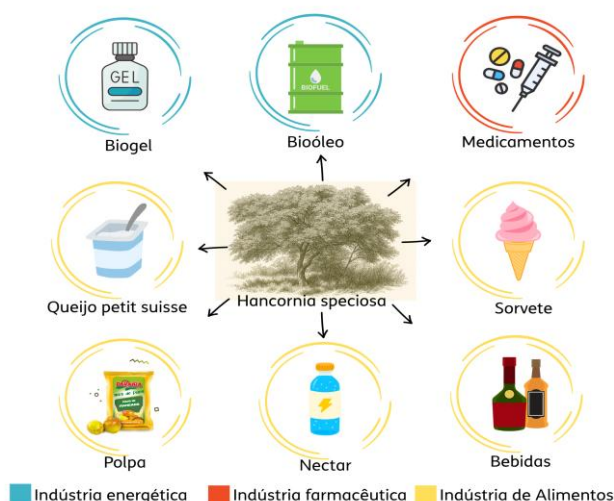 GEL
BIOFUEL
Biogel
Bioóleo
Medicamentos
Queijo petit suisse
Hancornia speciosa
Sorvete
Polpa
Nectar
Bebidas
Indústria energética
Indústria farmacêutica
Indústria de Alimentos